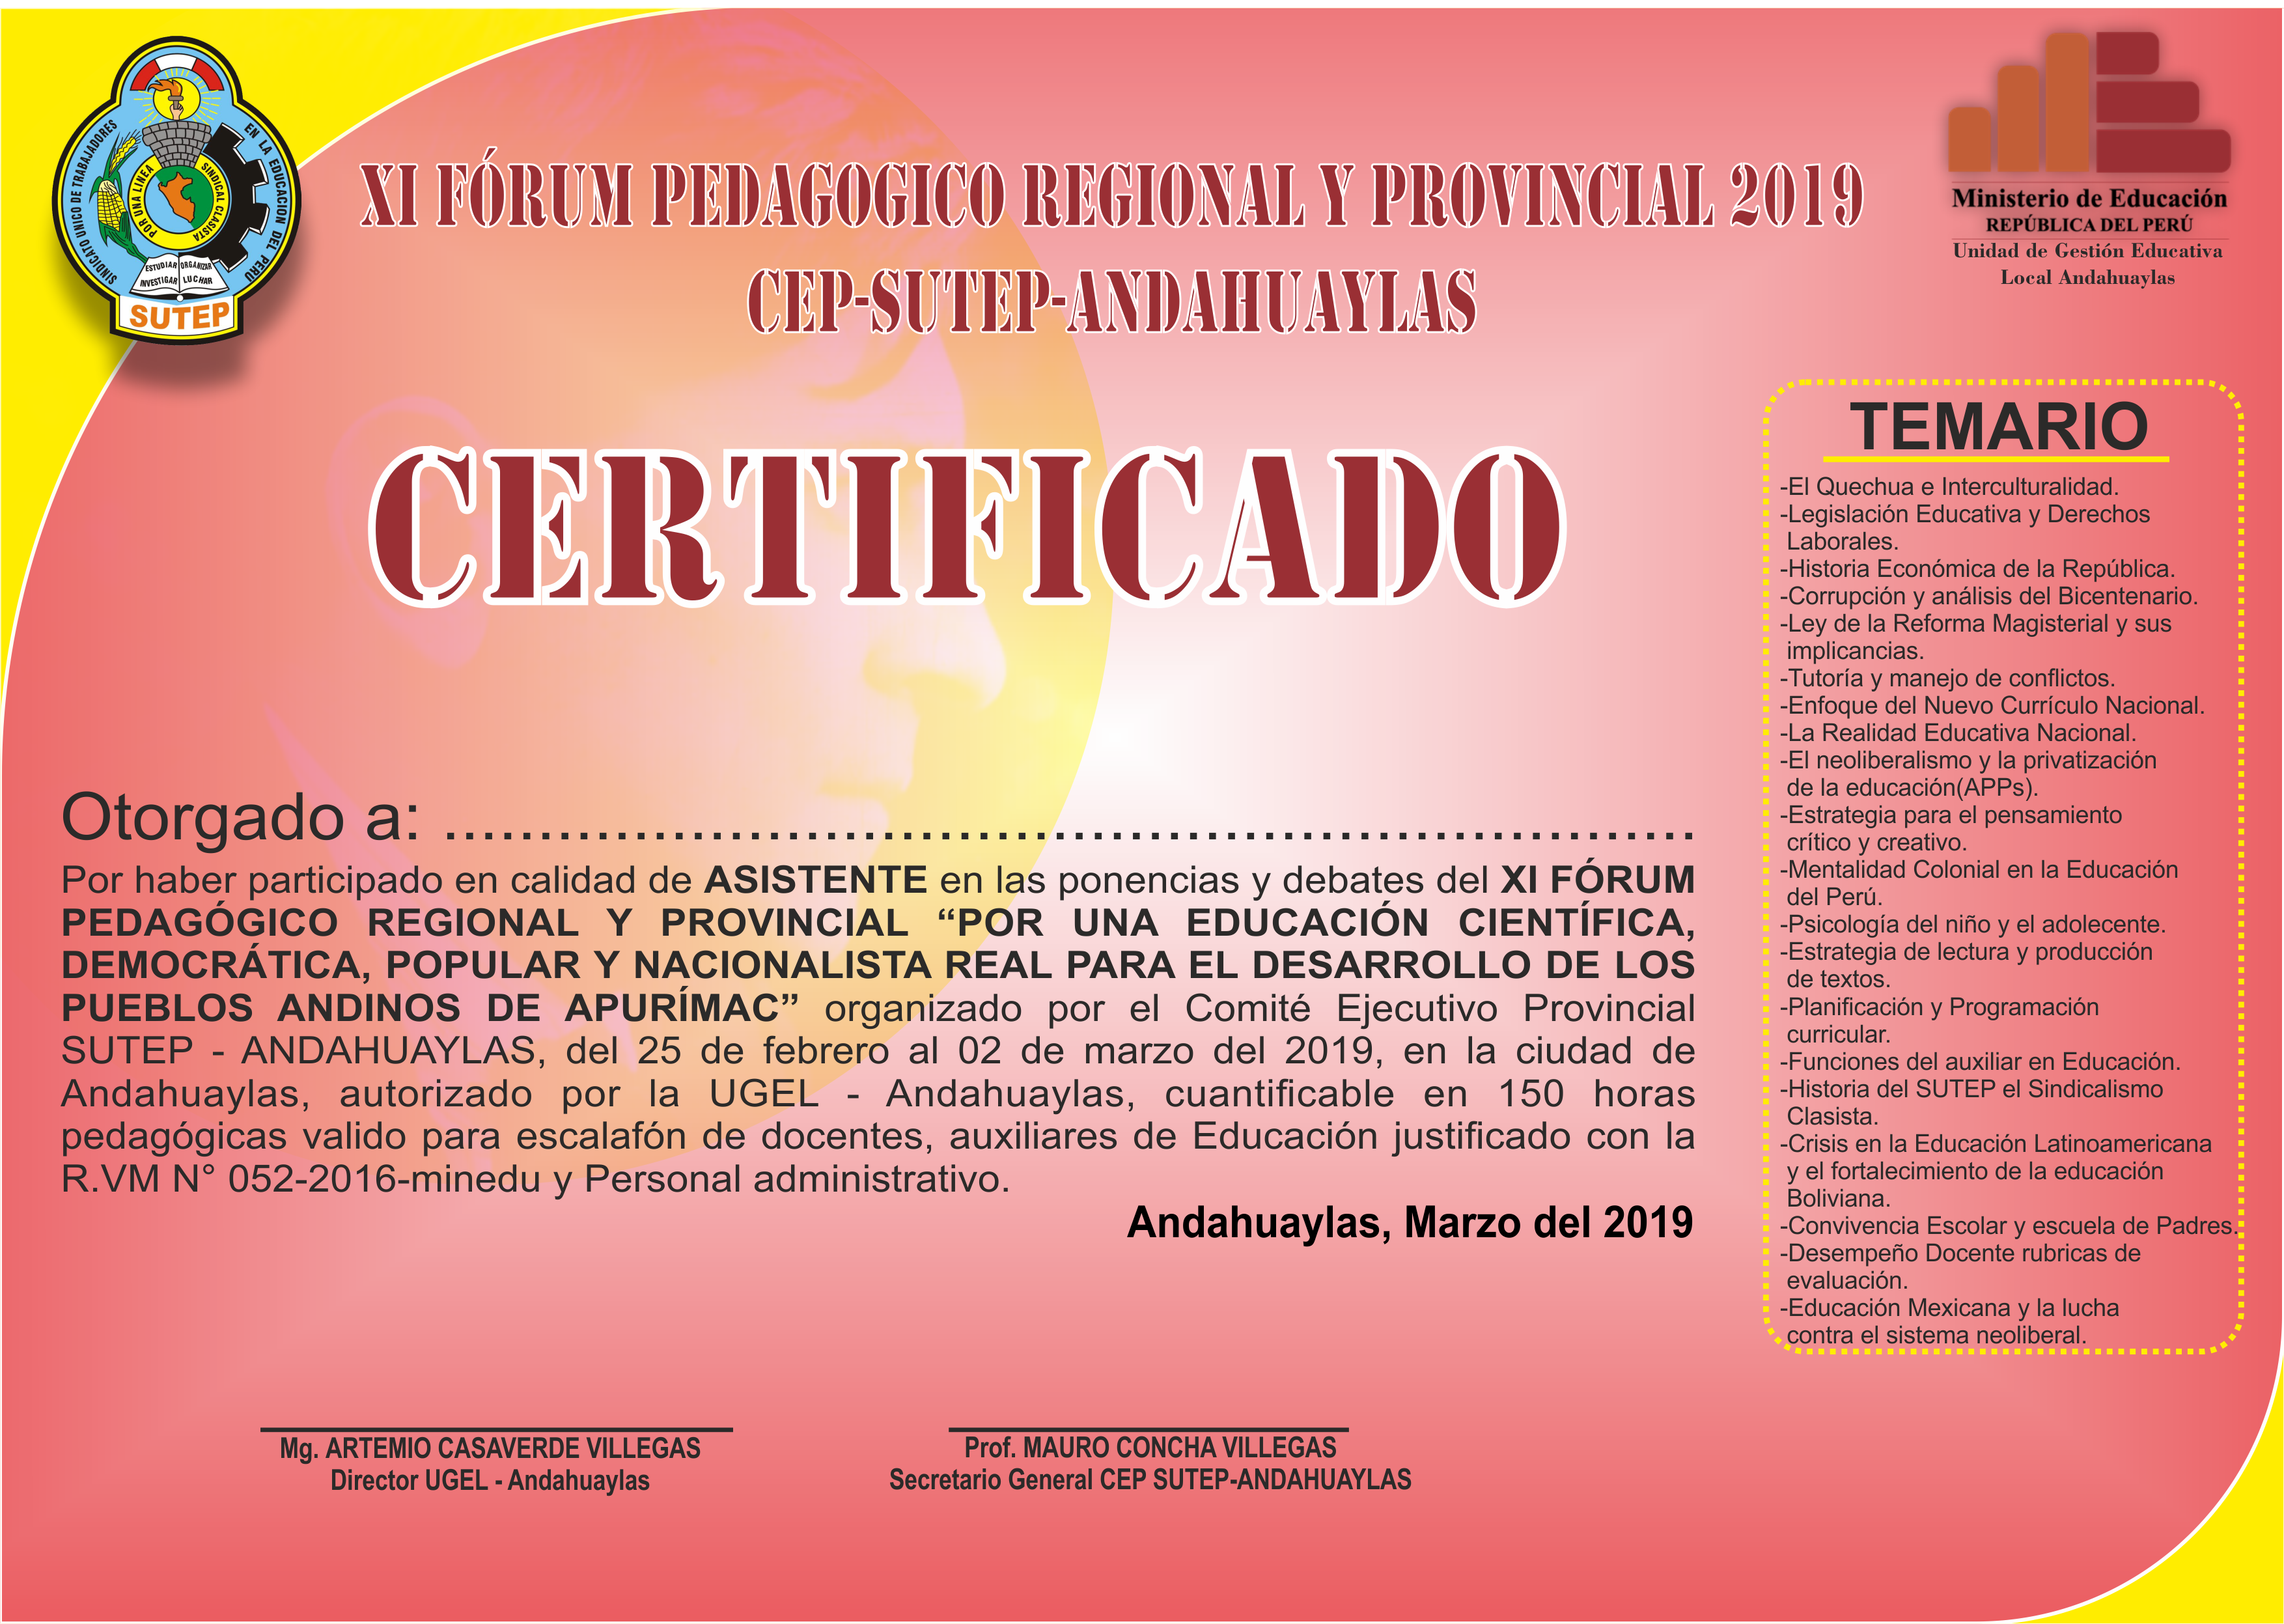 SINDICATO UNICO DE TRABAJADORES EN LA EDUCACION DEL PERU
POR UNA LINEA SINDICAL CLASISTA
ESTUDIAR ORGANIZAR
INVESTIGAR LUCHAR
SUTEP
Ministerio de Educación
REPÚBLICA DEL PERÚ
Unidad de Gestión Educativa
Local Andahuaylas
XI FÓRUM PEDAGOGICO REGIONAL Y PROVINCIAL 2019
CEP-SUTEP-ANDAHUAYLAS
CERTIFICADO
Otorgado a: ..................................................................
Por haber participado en calidad de ASISTENTE en las ponencias y debates del XI FÓRUM
PEDAGÓGICO REGIONAL Y PROVINCIAL “POR UNA EDUCACIÓN CIENTÍFICA,
DEMOCRÁTICA, POPULAR Y NACIONALISTA REAL PARA EL DESARROLLO DE LOS
PUEBLOS ANDINOS DE APURÍMAC” organizado por el Comité Ejecutivo Provincial
SUTEP - ANDAHUAYLAS, del 25 de febrero al 02 de marzo del 2019, en la ciudad de
Andahuaylas, autorizado por la UGEL - Andahuaylas, cuantificable en 150 horas
pedagógicas valido para escalafón de docentes, auxiliares de Educación justificado con la
R.VM N° 052-2016-minedu y Personal administrativo.
Andahuaylas, Marzo del 2019
TEMARIO
-El Quechua e Interculturalidad.
-Legislación Educativa y Derechos
Laborales.
-Historia Económica de la República.
-Corrupción y análisis del Bicentenario.
-Ley de la Reforma Magisterial y sus
implicancias.
-Tutoría y manejo de conflictos.
-Enfoque del Nuevo Currículo Nacional.
-La Realidad Educativa Nacional.
-El neoliberalismo y la privatización
de la educación(APPs).
-Estrategia para el pensamiento
crítico y creativo.
-Mentalidad Colonial en la Educación
del Perú.
-Psicología del niño y el adolecente.
-Estrategia de lectura y producción
de textos.
-Planificación y Programación
curricular.
-Funciones del auxiliar en Educación.
-Historia del SUTEP el Sindicalismo
Clasista.
-Crisis en la Educación Latinoamericana
y el fortalecimiento de la educación
Boliviana.
-Convivencia Escolar y escuela de Padres.
-Desempeño Docente rubricas de
evaluación.
-Educación Mexicana y la lucha
contra el sistema neoliberal.
Mg. ARTEMIO CASAVERDE VILLEGAS
Director UGEL - Andahuaylas
Prof. MAURO CONCHA VILLEGAS
Secretario General CEP SUTEP-ANDAHUAYLAS